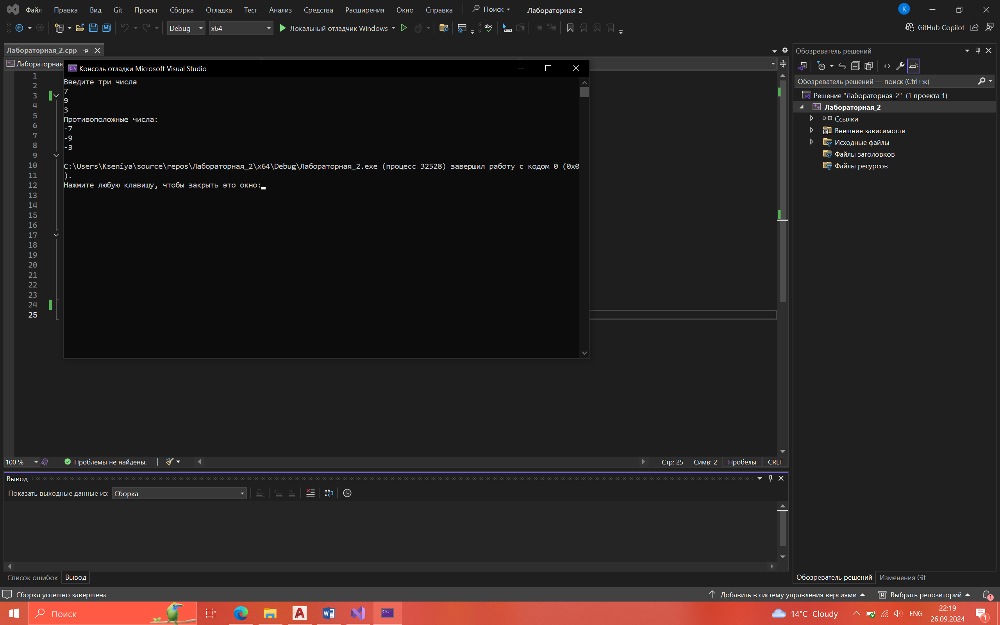 Файл Правка Вид Git Проект Сборка Отладка Тест Анализ Средства Расширения Окно Справка Поиск Лабораторная_2 K
Debug x64 Локальный отладчик Windows GitHub Copilot
Лабораторная_2.cpp
Лабораторная_
Консоль отладки Microsoft Visual Studio
Введите три числа
7
9
3
Противоположные числа:
-7
-9
-3
C:\Users\Kseniya\source\repos\Лабораторная_2\x64\Debug\Лабораторная_2.exe (процесс 32528) завершил работу с кодом 0 (0x0
).
Нажмите любую клавишу, чтобы закрыть это окно:
1
2
3
4
5
6
7
8
9
10
11
12
13
14
15
16
17
18
19
20
21
22
23
24
25
Обозреватель решений
Обозреватель решений — поиск (Ctrl+ж)
Решение "Лабораторная_2" (1 проекта 1)
Лабораторная_2
Ссылки
Внешние зависимости
Исходные файлы
Файлы заголовков
Файлы ресурсов
100 % Проблемы не найдены. Стр: 25 Симв: 2 Пробелы CRLF
Вывод
Показать выходные данные из: Сборка
Список ошибок Вывод
Обозреватель решений Изменения Git
Сборка успешно завершена Добавить в систему управления версиями Выбрать репозиторий 1
Поиск 14°C Cloudy ENG 22:19
26.09.2024 1